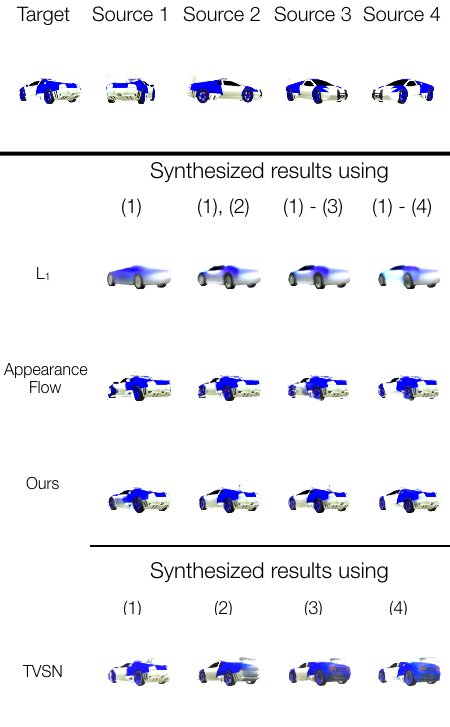 Target Source 1 Source 2 Source 3 Source 4
Synthesized results using
(1) (1), (2) (1) - (3) (1) - (4)
L₁
Appearance
Flow
Ours
Synthesized results using
(1) (2) (3) (4)
TVSN